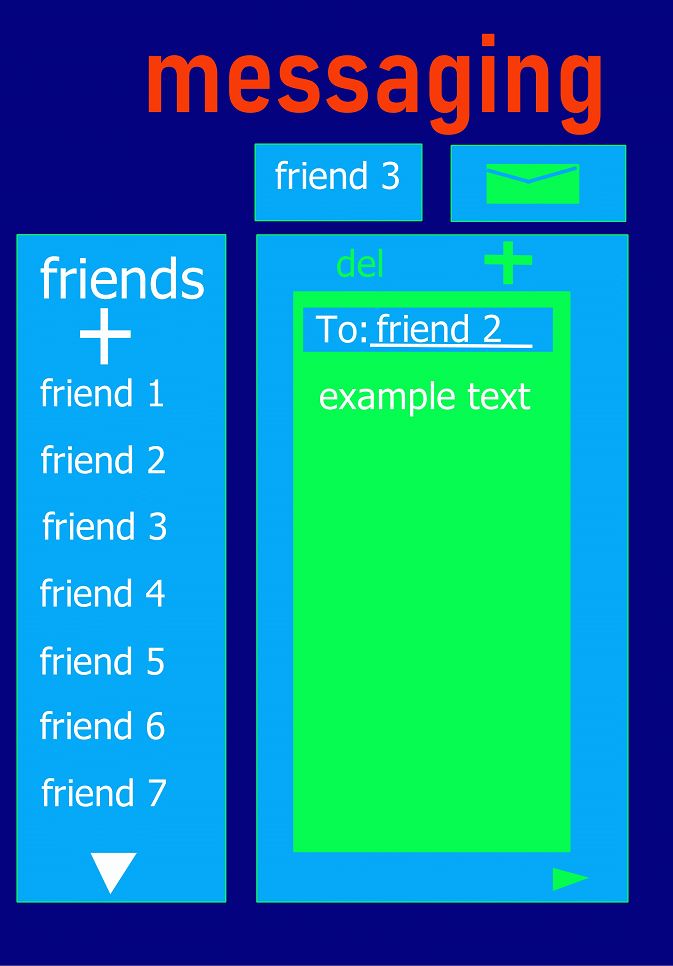 messaging
friend 3
friends
+
friend 1
friend 2
friend 3
friend 4
friend 5
friend 6
friend 7
del +
To: friend 2
example text